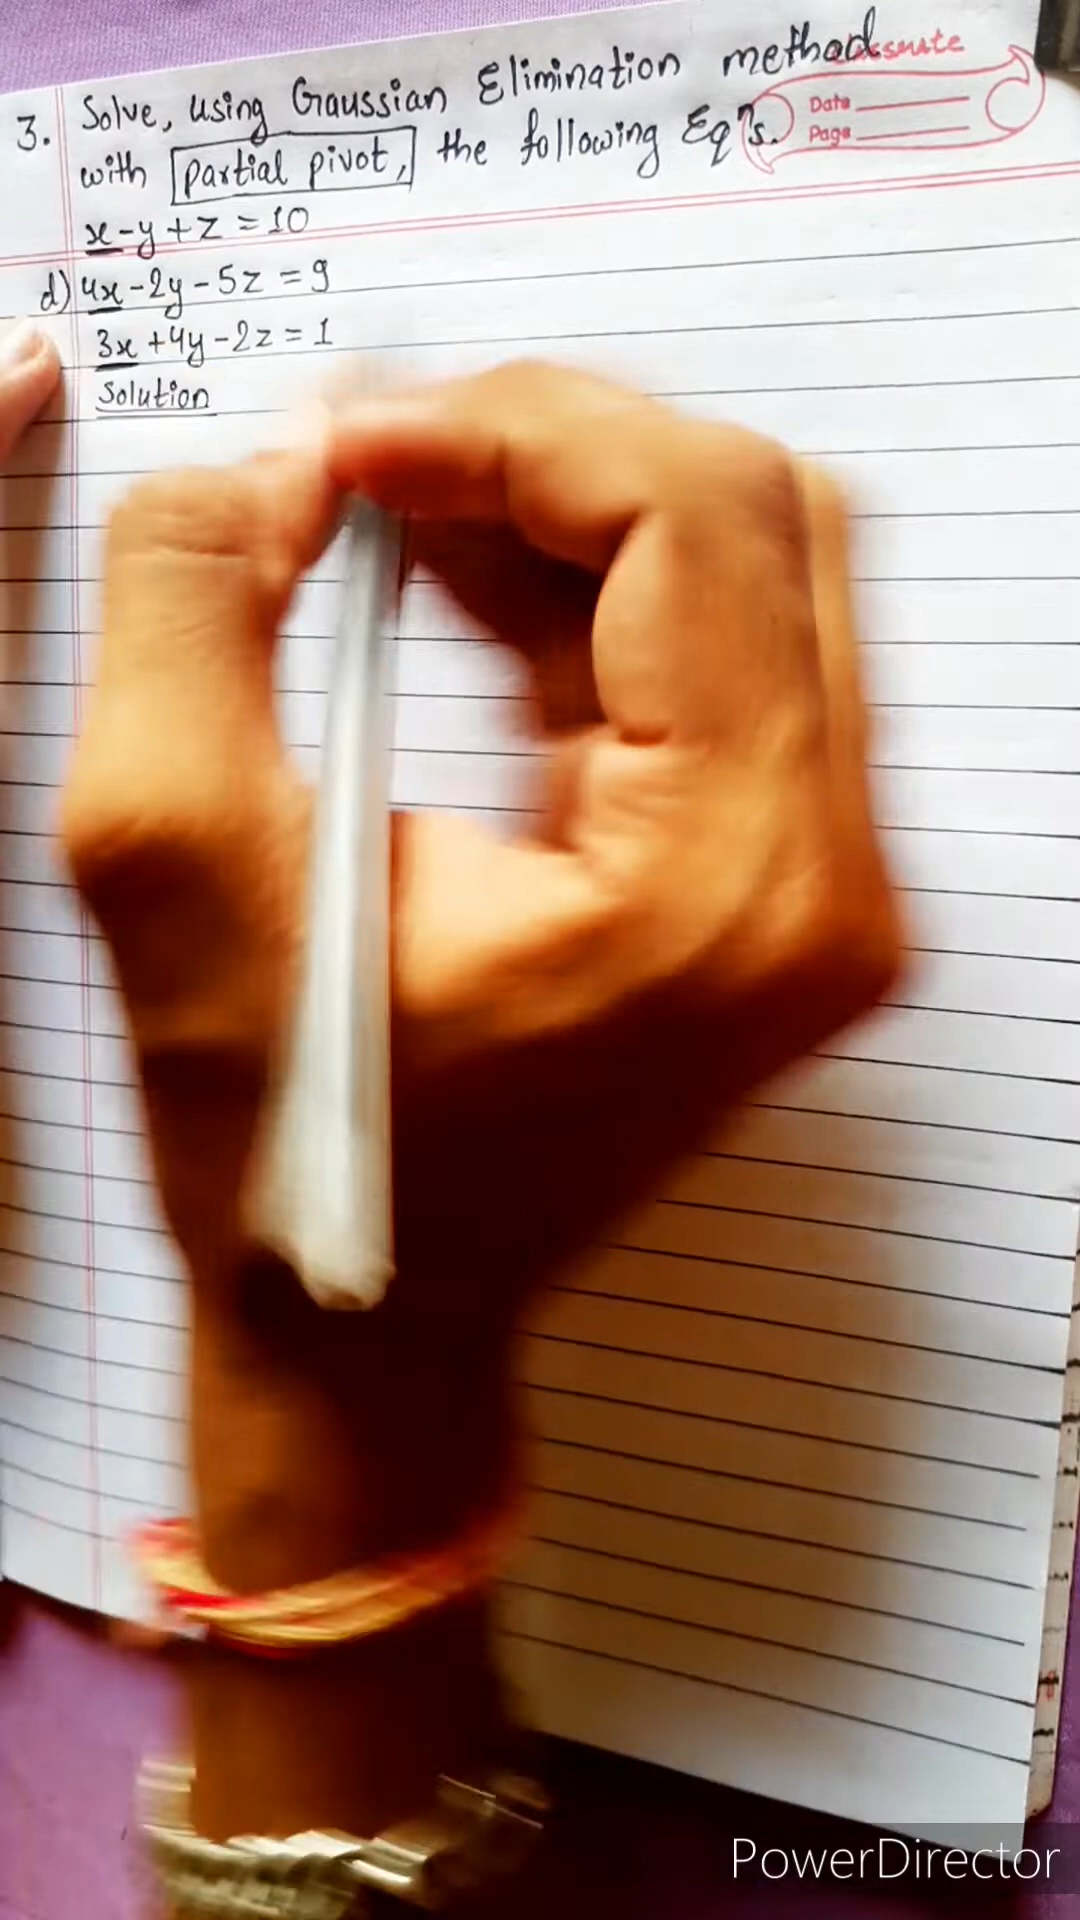 Solve, using Gaussian Elimination method
3. with partial pivot, the following Eqⁿs.
Date
Page
x-y+z=10
d) 4x-2y-5z=9
3x+4y-2z=1
Solution
PowerDirector